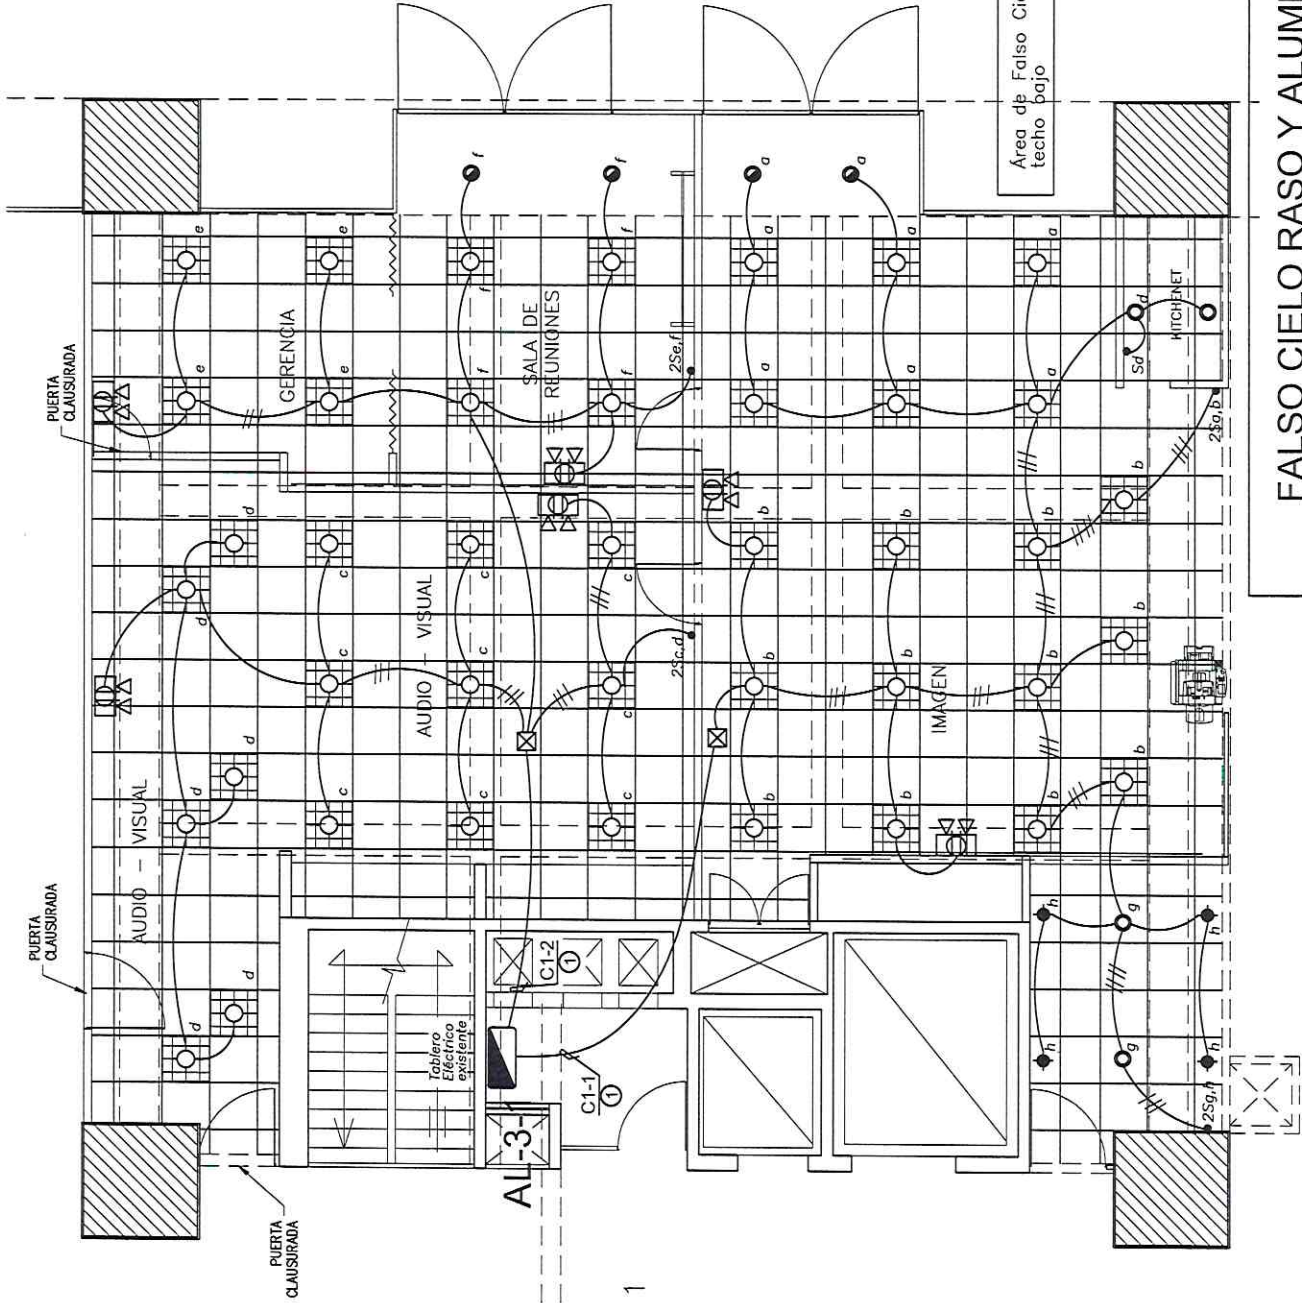 PUERTA
CLAUSURADA
PUERTA
CLAUSURADA
PUERTA
CLAUSURADA
AUDIO - VISUAL
AUDIO - VISUAL
GERENCIA
SALA DE
REUNIONES
IMAGEN
KITCHENET
Área de Falso Cie
techo bajo
FALSO CIELO RASO Y ALUM
Tablero
Eléctrico
existente
AL-3-
C1-2
1
C1-1
1
1
2Se,f
2Sc,d
2Sa,b
2Sg,h
Sd
d
e
e
e
e
f
f
f
f
f
f
a
a
a
a
a
a
a
a
d
d
d
d
d
d
c
c
c
c
c
c
c
c
b
b
b
b
b
b
b
b
b
b
b
b
h
h
h
h
g
g